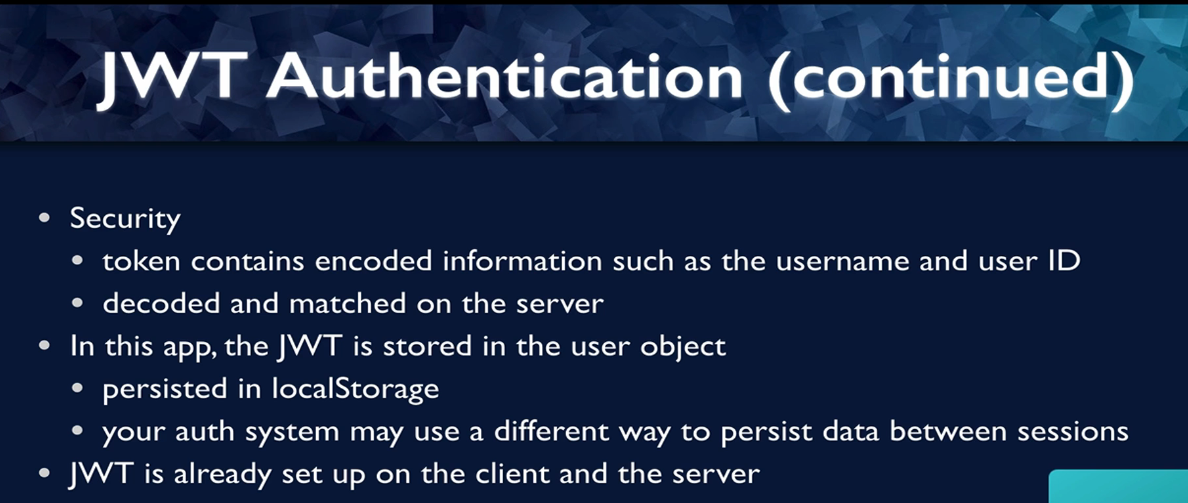 JWT Authentication (continued)
• Security
• token contains encoded information such as the username and user ID
• decoded and matched on the server
• In this app, the JWT is stored in the user object
• persisted in localStorage
• your auth system may use a different way to persist data between sessions
• JWT is already set up on the client and the server